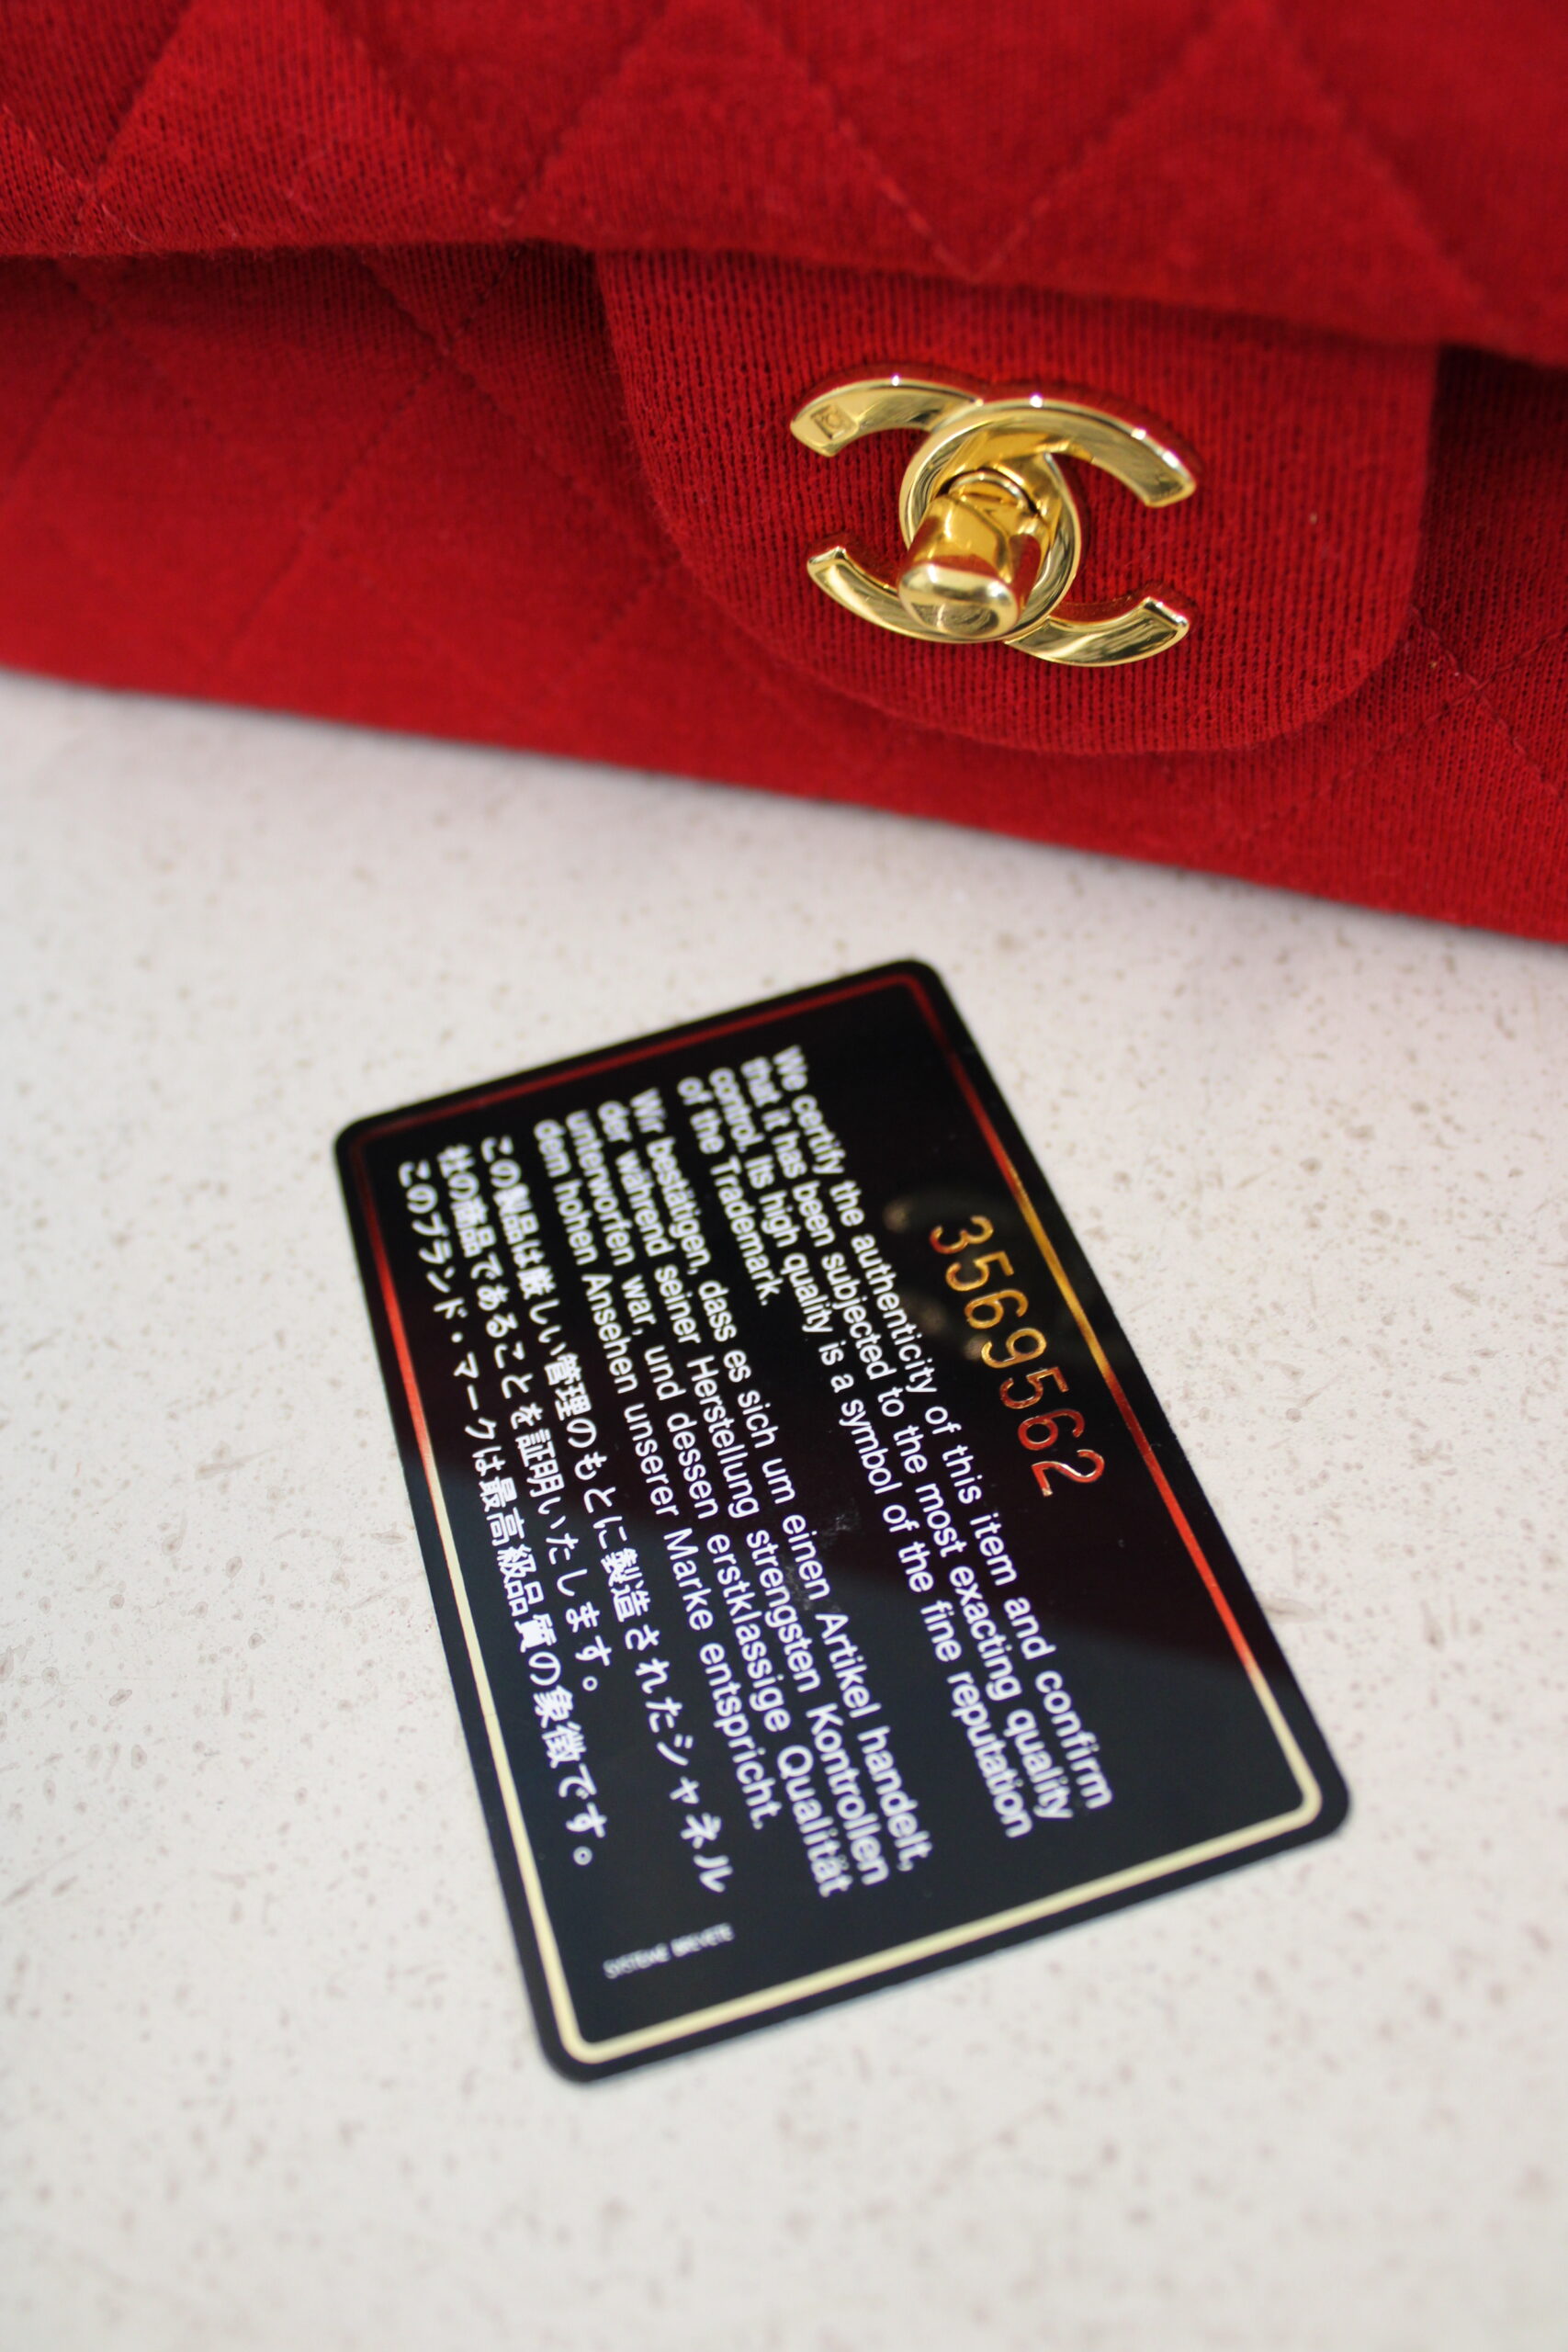 3569562
We certify the authenticity of this item and confirm
that it has been subjected to the most exacting quality
control. Its high quality is a symbol of the fine reputation
of the Trademark.
Wir bestätigen, dass es sich um einen Artikel handelt,
der während seiner Herstellung strengsten Kontrollen
unterworfen war, und dessen erstklassige Qualität
dem hohen Ansehen unserer Marke entspricht.
この製品は厳しい管理のもとに製造されたシャネル
社の商品であることを証明いたします。
このブランド・マークは最高級品質の象徴です。
SYSTEME BREVETE